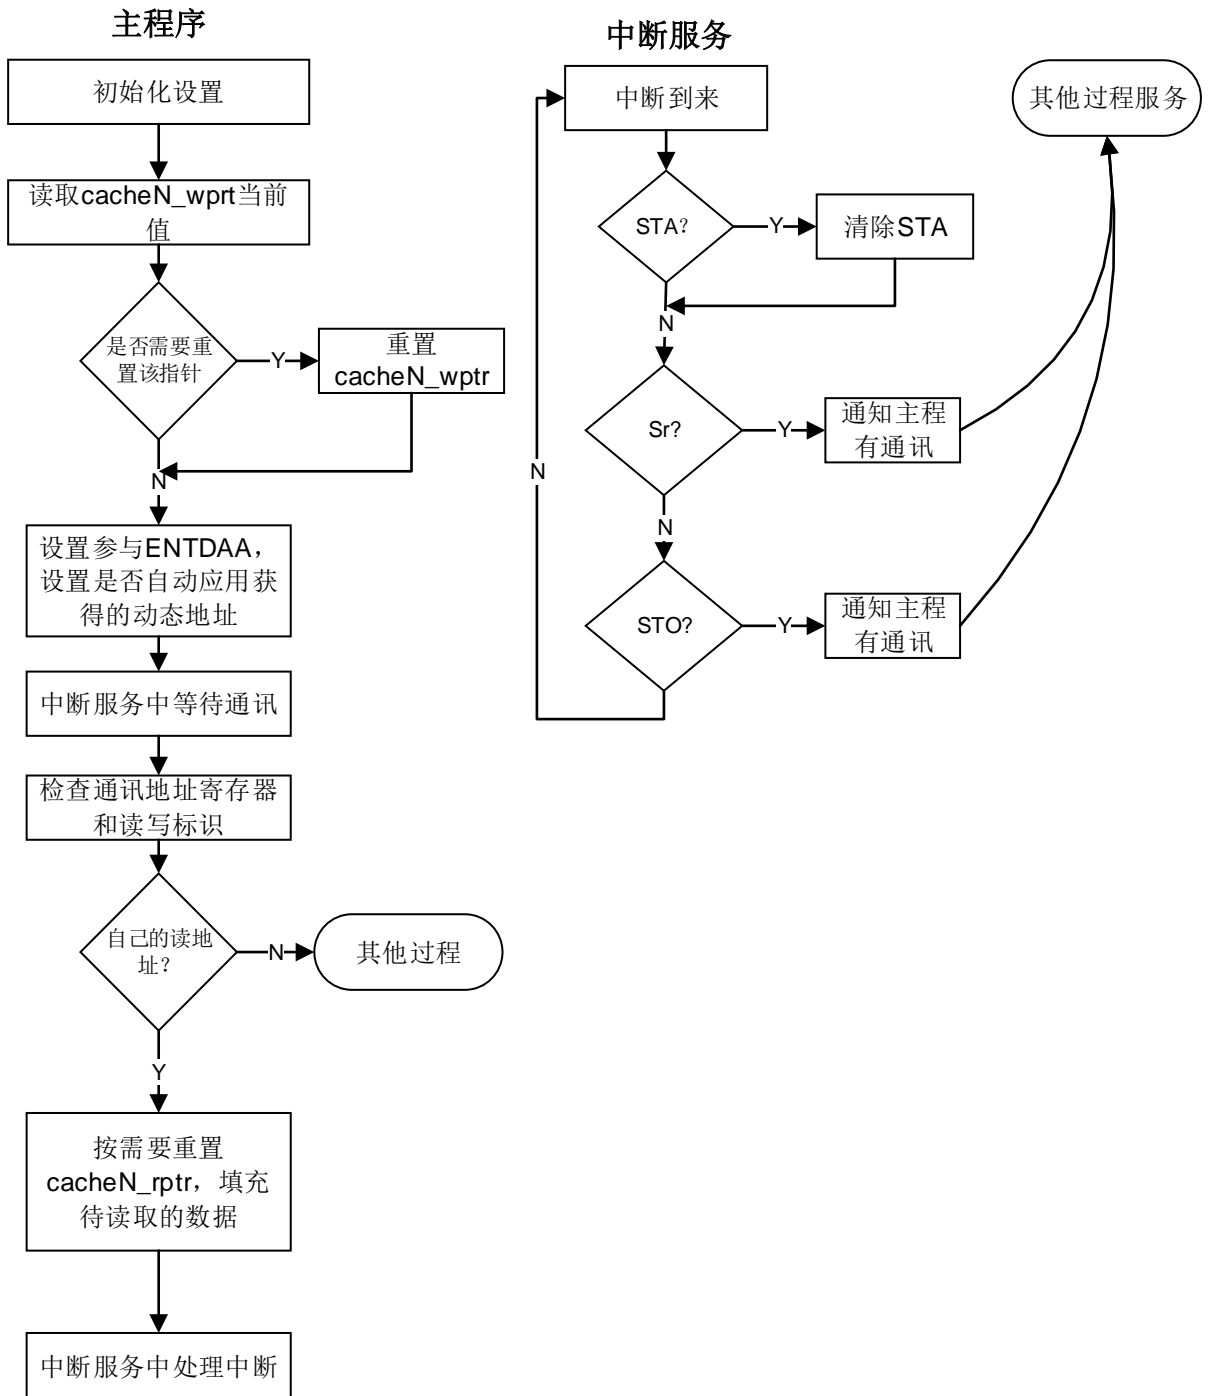 主程序
初始化设置
读取cacheN_wprt当前
值
是否需要重
置该指针
Y
重置
cacheN_wptr
N
设置参与ENTDAA，
设置是否自动应用获
得的动态地址
中断服务中等待通讯
检查通讯地址寄存器
和读写标识
自己的读地
址？
N
其他过程
Y
按需要重置
cacheN_rptr，填充
待读取的数据
中断服务中处理中断
中断服务
中断到来
STA？
Y
清除STA
N
Sr?
Y
通知主程
有通讯
N
N
STO?
Y
通知主程
有通讯
其他过程服务